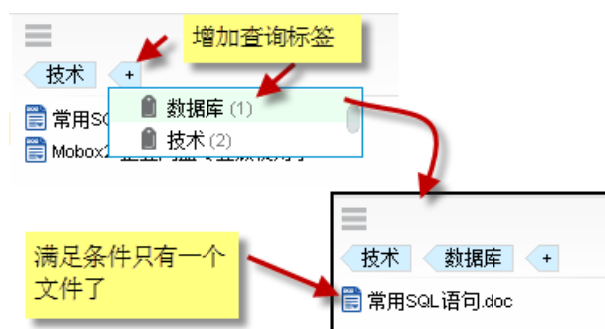 增加查询标签
技术 +
数据库 (1)
常用SQ
技术 (2)
Mobox2
满足条件只有一个
文件了
技术 数据库 +
常用SQL语句.doc